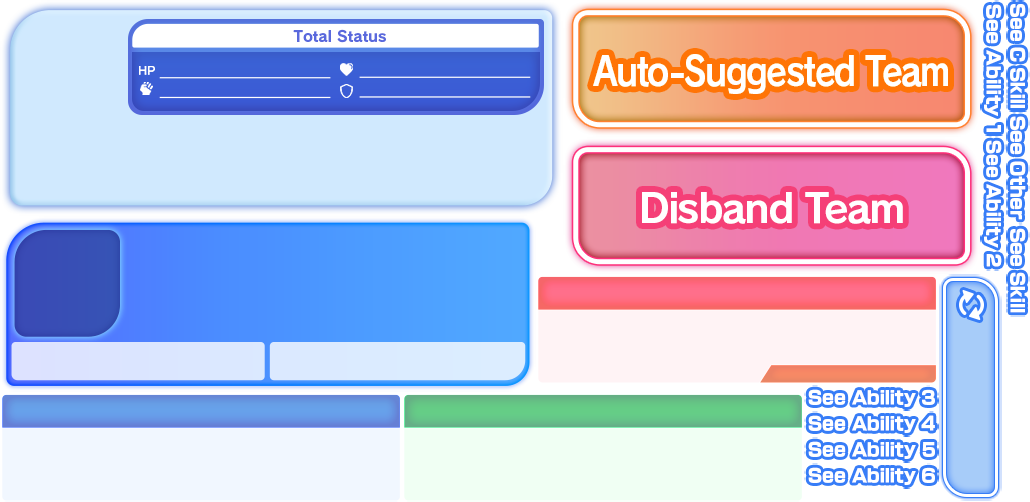 Total Status
HP
Auto-Suggested Team
Disband Team
See C Skill See Other See Skill
See Ability 1 See Ability 2
See Ability 3
See Ability 4
See Ability 5
See Ability 6